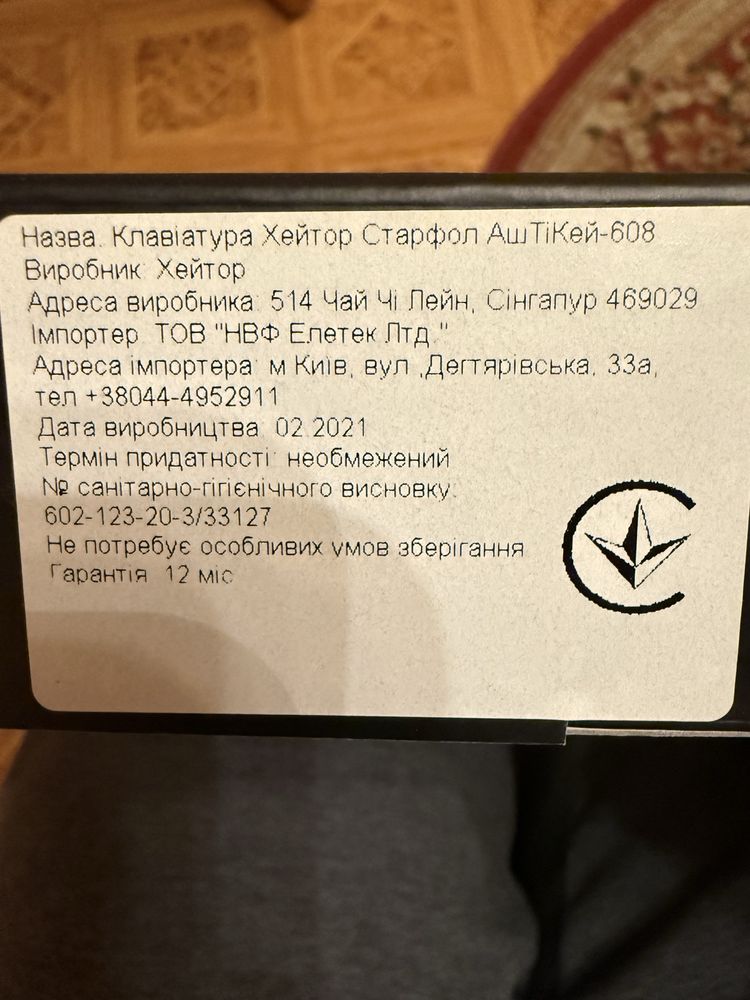 Назва. Клавіатура Хейтор Старфол АшТіКей-608
Виробник: Хейтор
Адреса виробника: 514 Чай Чі Лейн, Сінгапур 469029
Імпортер: ТОВ "НВФ Елетек Лтд."
Адреса імпортера: м Київ, вул ,Дегтярівська, 33а,
тел +38044-4952911
Дата виробництва: 02.2021
Термін придатності: необмежений
№ санітарно-гігієнічного висновку:
602-123-20-3/33127
Не потребує особливих умов зберігання
Гарантія: 12 міс